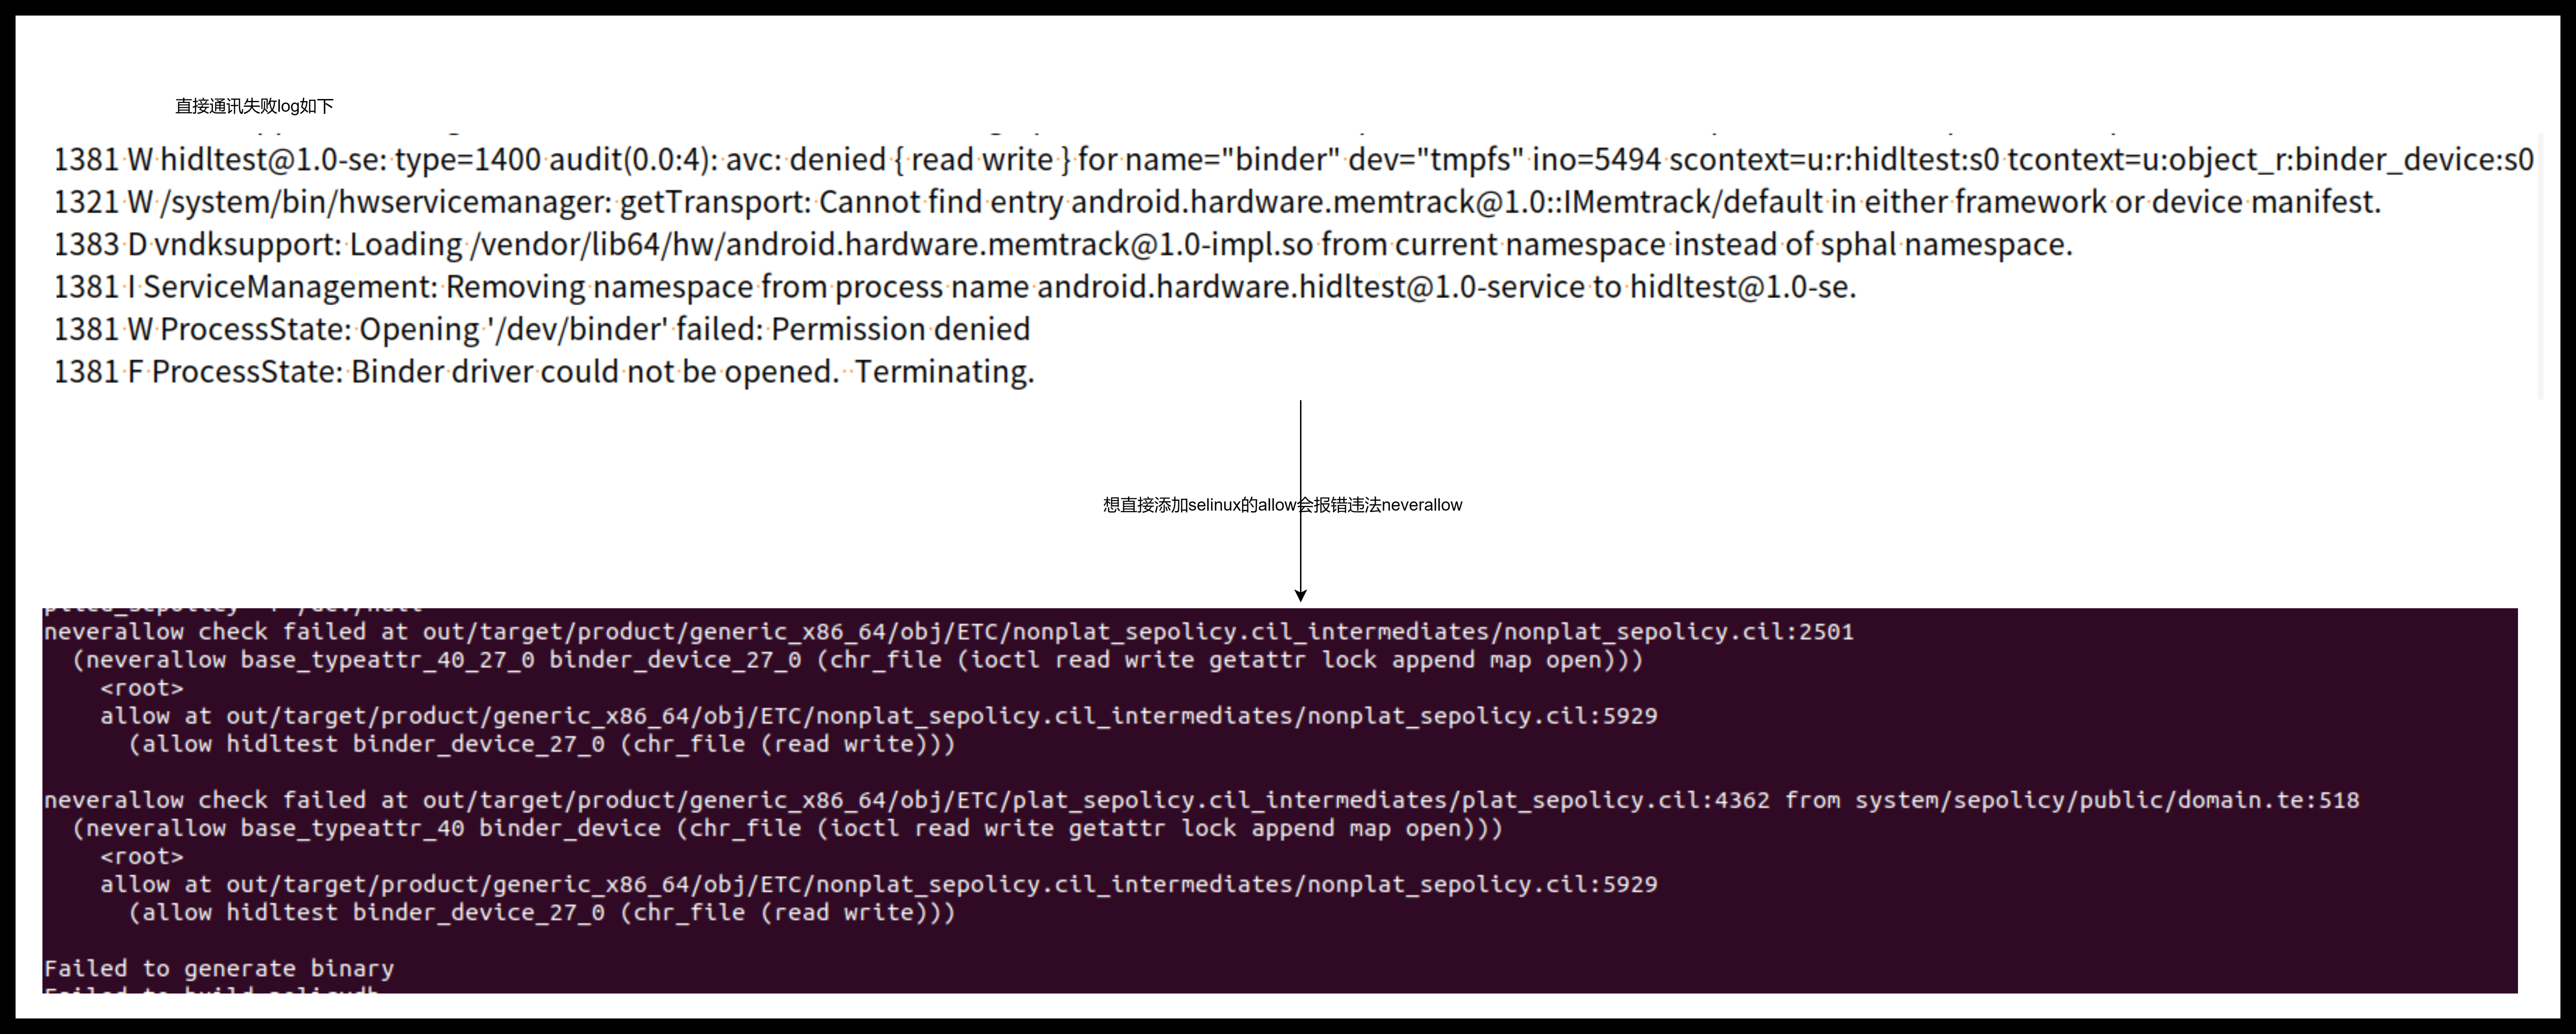 直接通讯失败log如下
1381 W hidltest@1.0-se: type=1400 audit(0.0:4): avc: denied { read write } for name="binder" dev="tmpfs" ino=5494 scontext=u:r:hidltest:s0 tcontext=u:object_r:binder_device:s0
1321 W /system/bin/hwservicemanager: getTransport: Cannot find entry android.hardware.memtrack@1.0::IMemtrack/default in either framework or device manifest.
1383 D vndksupport: Loading /vendor/lib64/hw/android.hardware.memtrack@1.0-impl.so from current namespace instead of sphal namespace.
1381 I ServiceManagement: Removing namespace from process name android.hardware.hidltest@1.0-service to hidltest@1.0-se.
1381 W ProcessState: Opening '/dev/binder' failed: Permission denied
1381 F ProcessState: Binder driver could not be opened.  Terminating.
想直接添加selinux的allow会报错违法neverallow
neverallow check failed at out/target/product/generic_x86_64/obj/ETC/nonplat_sepolicy.cil_intermediates/nonplat_sepolicy.cil:2501
(neverallow base_typeattr_40_27_0 binder_device_27_0 (chr_file (ioctl read write getattr lock append map open)))
<root>
allow at out/target/product/generic_x86_64/obj/ETC/nonplat_sepolicy.cil_intermediates/nonplat_sepolicy.cil:5929
(allow hidltest binder_device_27_0 (chr_file (read write)))
neverallow check failed at out/target/product/generic_x86_64/obj/ETC/plat_sepolicy.cil_intermediates/plat_sepolicy.cil:4362 from system/sepolicy/public/domain.te:518
(neverallow base_typeattr_40 binder_device (chr_file (ioctl read write getattr lock append map open)))
<root>
allow at out/target/product/generic_x86_64/obj/ETC/nonplat_sepolicy.cil_intermediates/nonplat_sepolicy.cil:5929
(allow hidltest binder_device_27_0 (chr_file (read write)))
Failed to generate binary